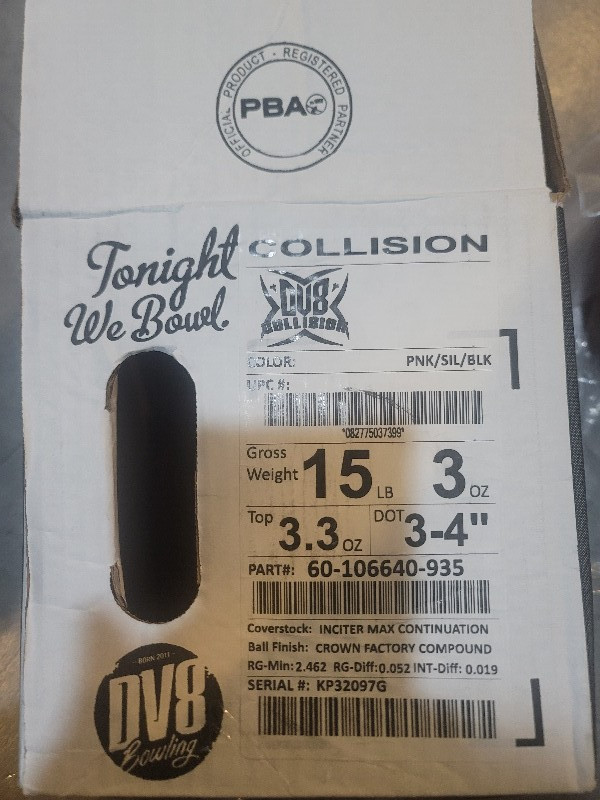 OFFICIAL PRODUCT · REGISTERED PARTNER
PBA
Tonight
We Bowl.
COLLISION
DV8
COLLISION
COLOR: PNK/SIL/BLK
UPC #:
*082775037399*
Gross
Weight 15 LB 3 OZ
Top 3.3 OZ DOT 3-4"
PART#: 60-106640-935
Coverstock: INCITER MAX CONTINUATION
Ball Finish: CROWN FACTORY COMPOUND
RG-Min: 2.462 RG-Diff: 0.052 INT-Diff: 0.019
SERIAL #: KP32097G
- BORN 2011 -
DV8
Bowling